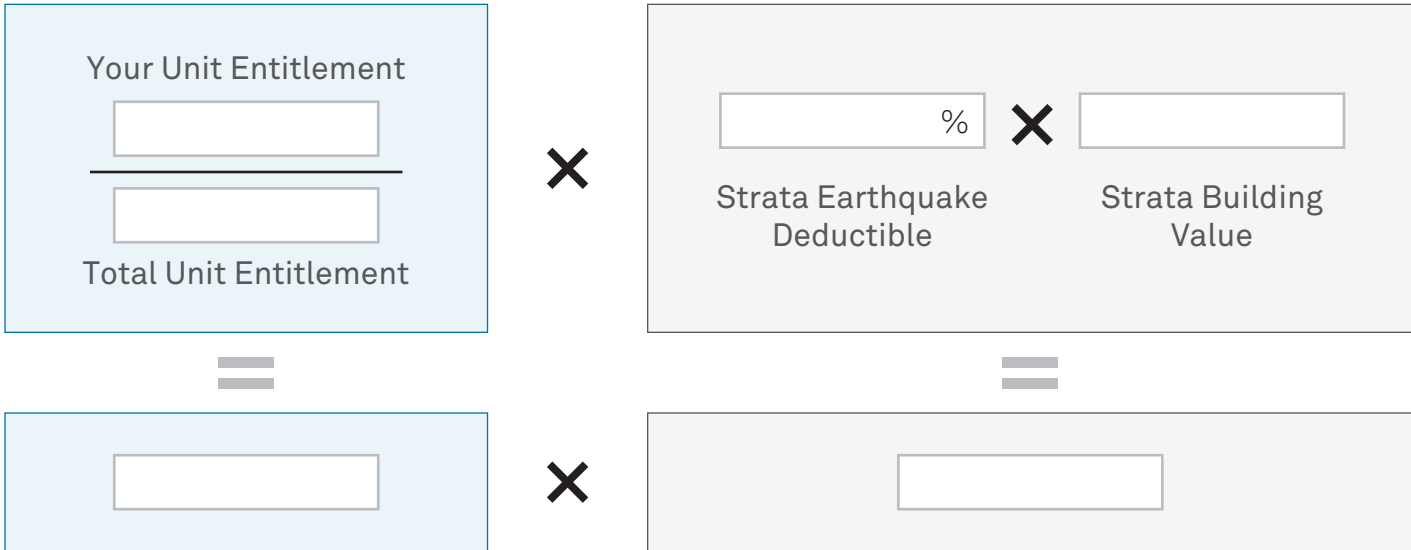 Your Unit Entitlement
Total Unit Entitlement
×
%
×
Strata Earthquake
Deductible
Strata Building
Value
=
=
×